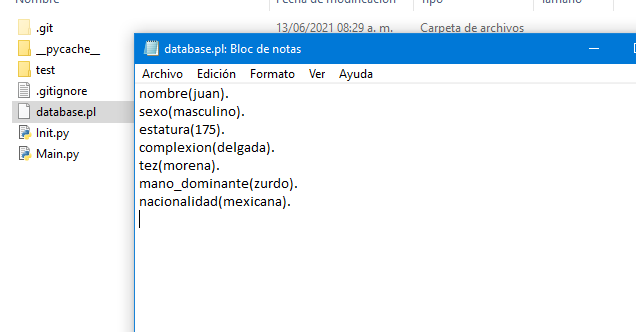 Nombre
Fecha de modificación
Tipo
Tamaño
.git
13/06/2021 08:29 a. m.
Carpeta de archivos
__pycache__
test
.gitignore
database.pl
Init.py
Main.py
database.pl: Bloc de notas
Archivo Edición Formato Ver Ayuda
nombre(juan).
sexo(masculino).
estatura(175).
complexion(delgada).
tez(morena).
mano_dominante(zurdo).
nacionalidad(mexicana).